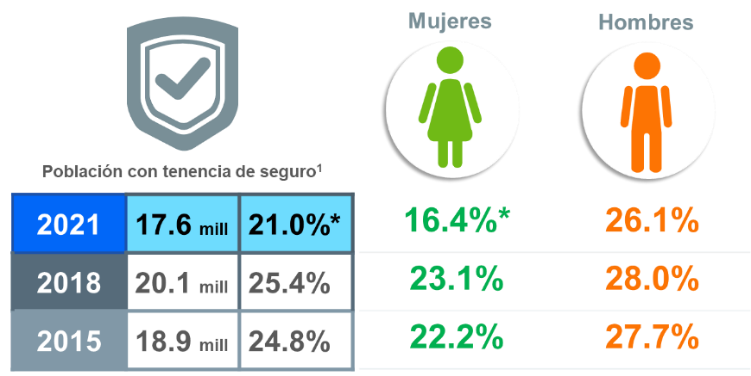 Mujeres Hombres
Población con tenencia de seguro¹
2021 17.6 mill 21.0%* 16.4%* 26.1%
2018 20.1 mill 25.4% 23.1% 28.0%
2015 18.9 mill 24.8% 22.2% 27.7%